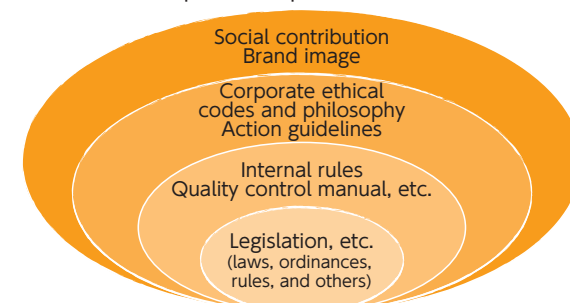 Social contribution
Brand image
Corporate ethical
codes and philosophy
Action guidelines
Internal rules
Quality control manual, etc.
Legislation, etc.
(laws, ordinances,
rules, and others)